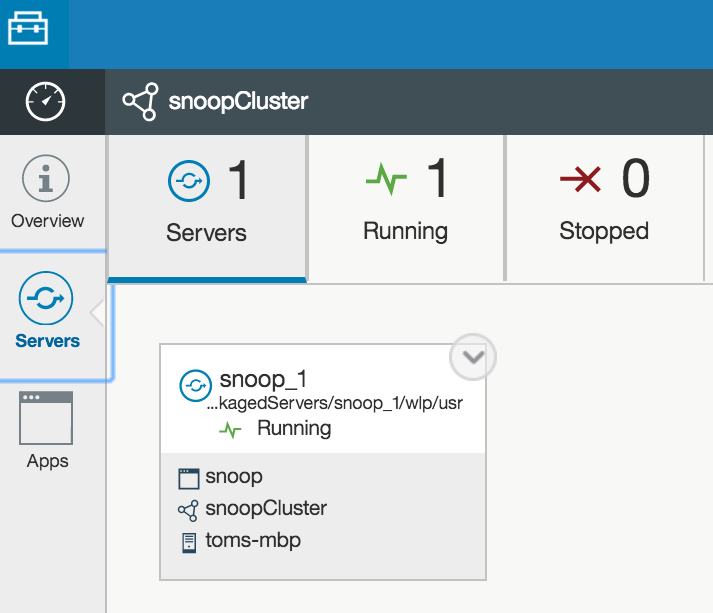 snoopCluster
Overview
Servers
Apps
1
Servers
1
Running
0
Stopped
snoop_1
...kagedServers/snoop_1/wlp/usr
Running
snoop
snoopCluster
toms-mbp